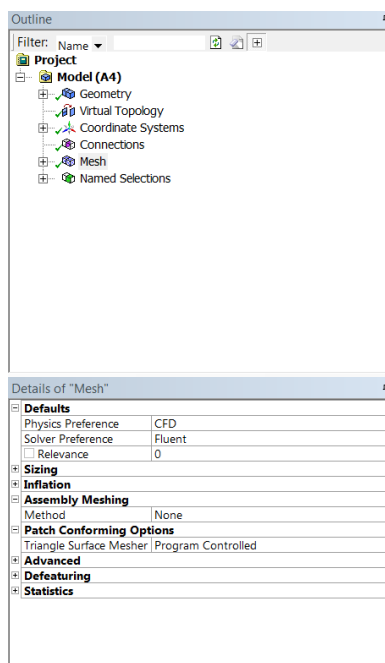 Outline
Filter: Name
Project
Model (A4)
Geometry
Virtual Topology
Coordinate Systems
Connections
Mesh
Named Selections
Details of "Mesh"
Defaults
Physics Preference CFD
Solver Preference Fluent
Relevance 0
Sizing
Inflation
Assembly Meshing
Method None
Patch Conforming Options
Triangle Surface Mesher Program Controlled
Advanced
Defeaturing
Statistics